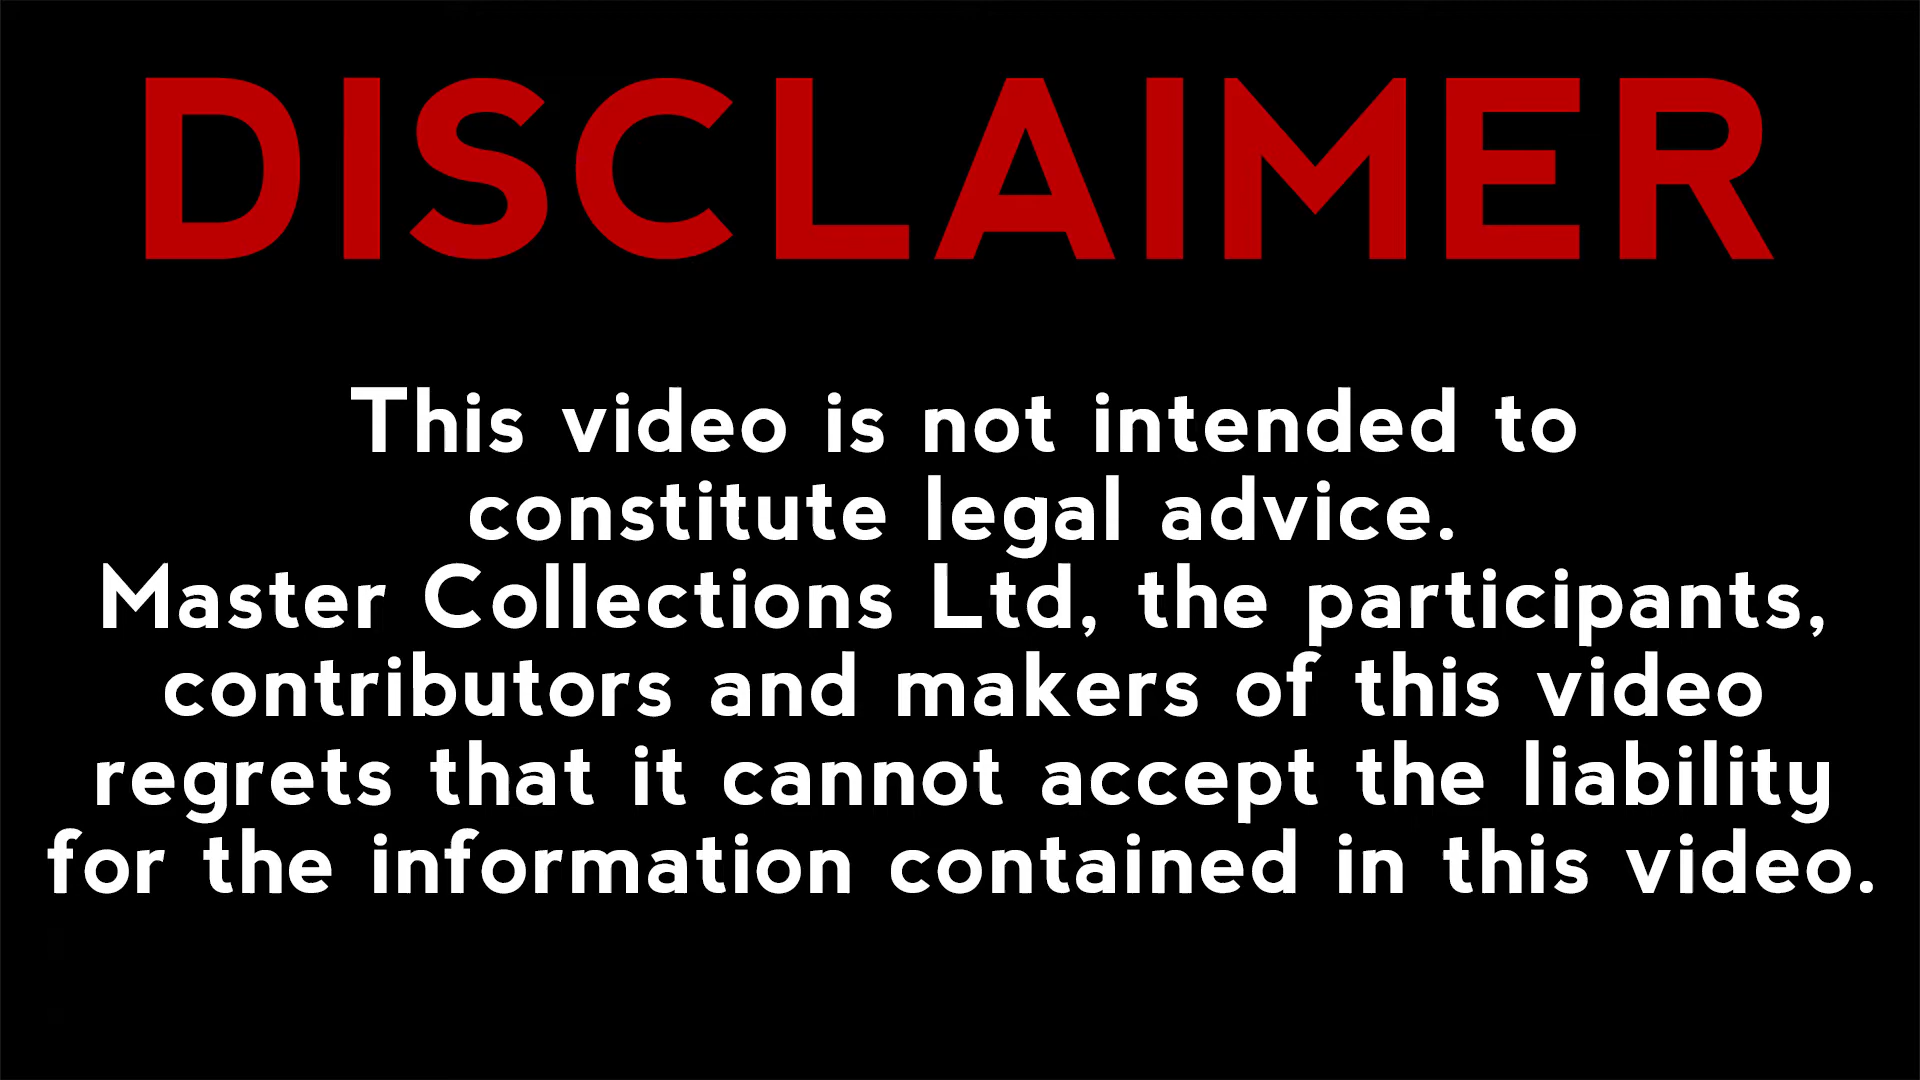 DISCLAIMER
This video is not intended to
constitute legal advice.
Master Collections Ltd, the participants,
contributors and makers of this video
regrets that it cannot accept the liability
for the information contained in this video.